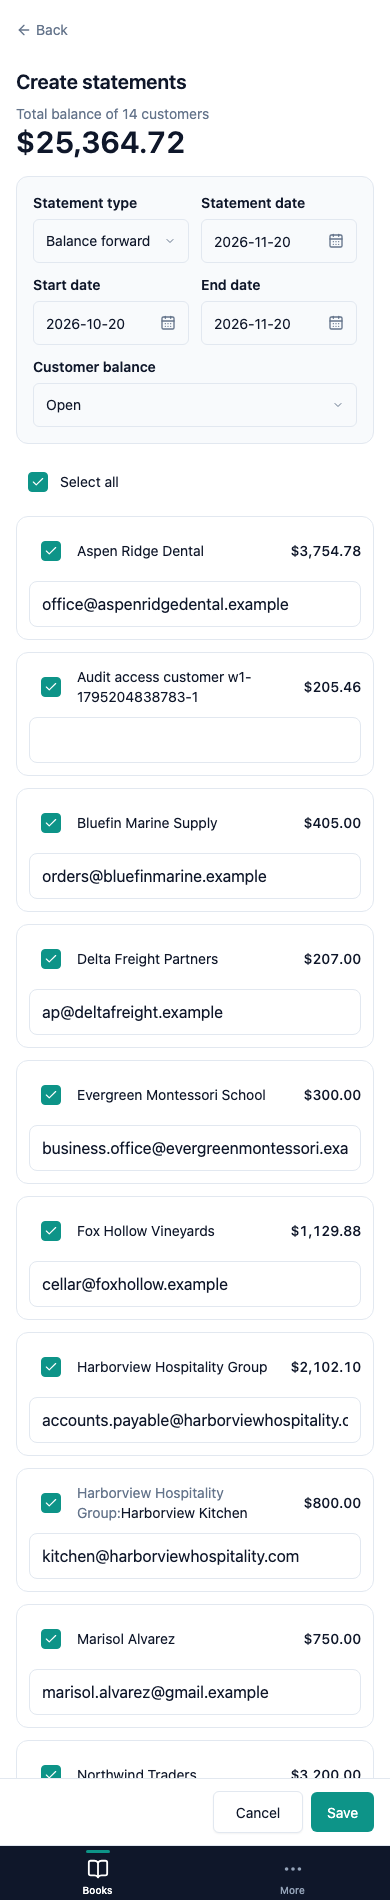 Back
Create statements
Total balance of 14 customers
$25,364.72
Statement type
Statement date
Balance forward
2026-11-20
Start date
End date
2026-10-20
2026-11-20
Customer balance
Open
Select all
Aspen Ridge Dental
$3,754.78
office@aspenridgedental.example
Audit access customer w1-
1795204838783-1
$205.46
Bluefin Marine Supply
$405.00
orders@bluefinmarine.example
Delta Freight Partners
$207.00
ap@deltafreight.example
Evergreen Montessori School
$300.00
business.office@evergreenmontessori.exa
Fox Hollow Vineyards
$1,129.88
cellar@foxhollow.example
Harborview Hospitality Group
$2,102.10
accounts.payable@harborviewhospitality.c
Harborview Hospitality
Group:Harborview Kitchen
$800.00
kitchen@harborviewhospitality.com
Marisol Alvarez
$750.00
marisol.alvarez@gmail.example
Northwind Traders
$3,200.00
Cancel
Save
Books
More